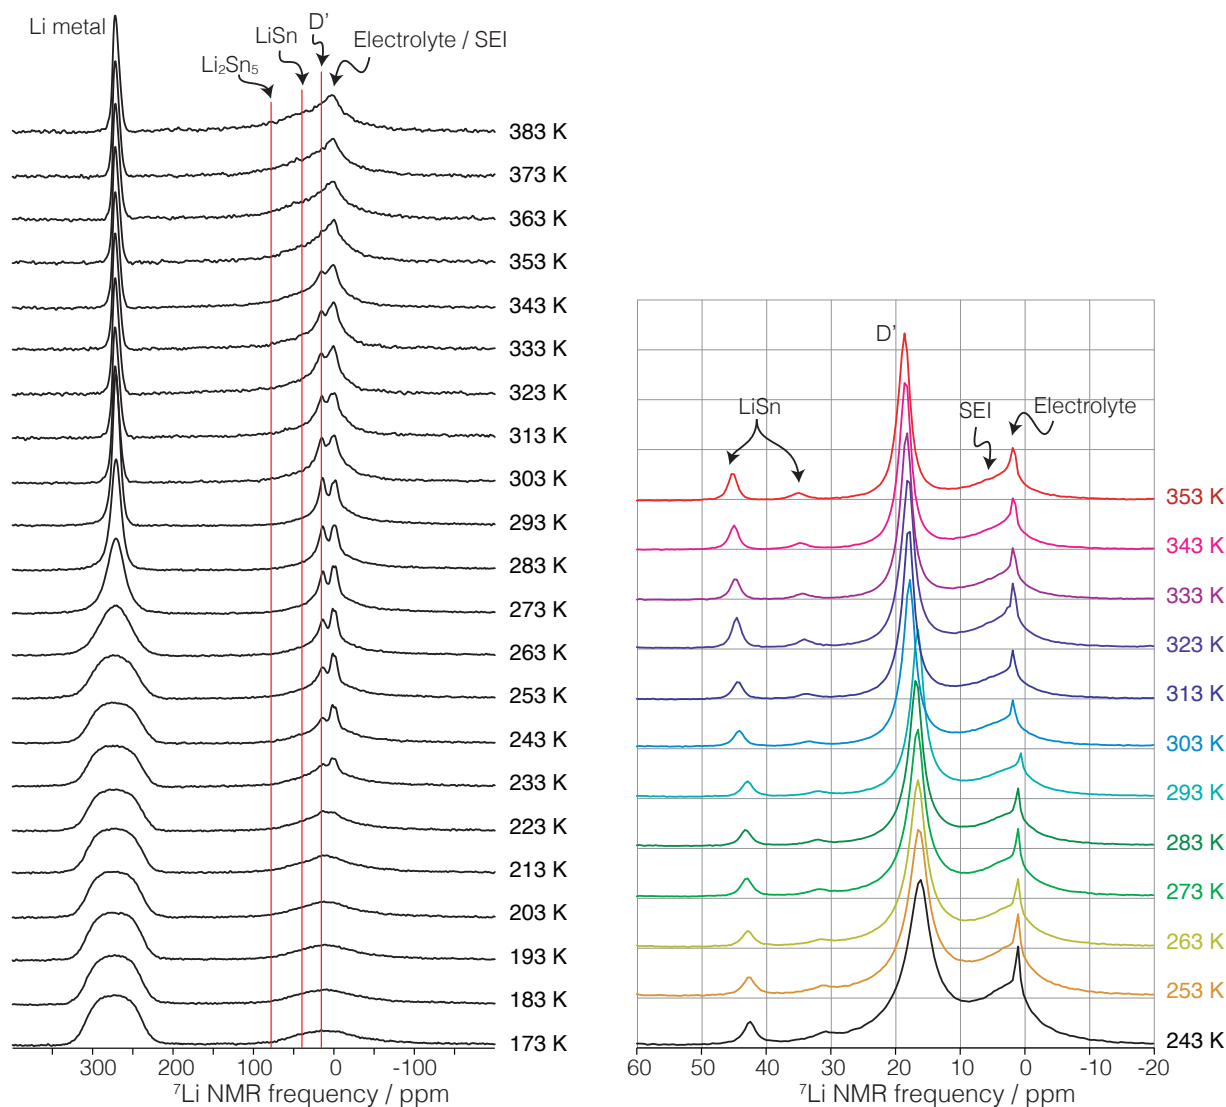 Li metal
Li₂Sn₅
LiSn
D’
Electrolyte / SEI
383 K
373 K
363 K
353 K
343 K
333 K
323 K
313 K
303 K
293 K
283 K
273 K
263 K
253 K
243 K
233 K
223 K
213 K
203 K
193 K
183 K
173 K
300 200 100 0 -100
⁷Li NMR frequency / ppm
D’
LiSn
SEI
Electrolyte
353 K
343 K
333 K
323 K
313 K
303 K
293 K
283 K
273 K
263 K
253 K
243 K
60 50 40 30 20 10 0 -10 -20
⁷Li NMR frequency / ppm